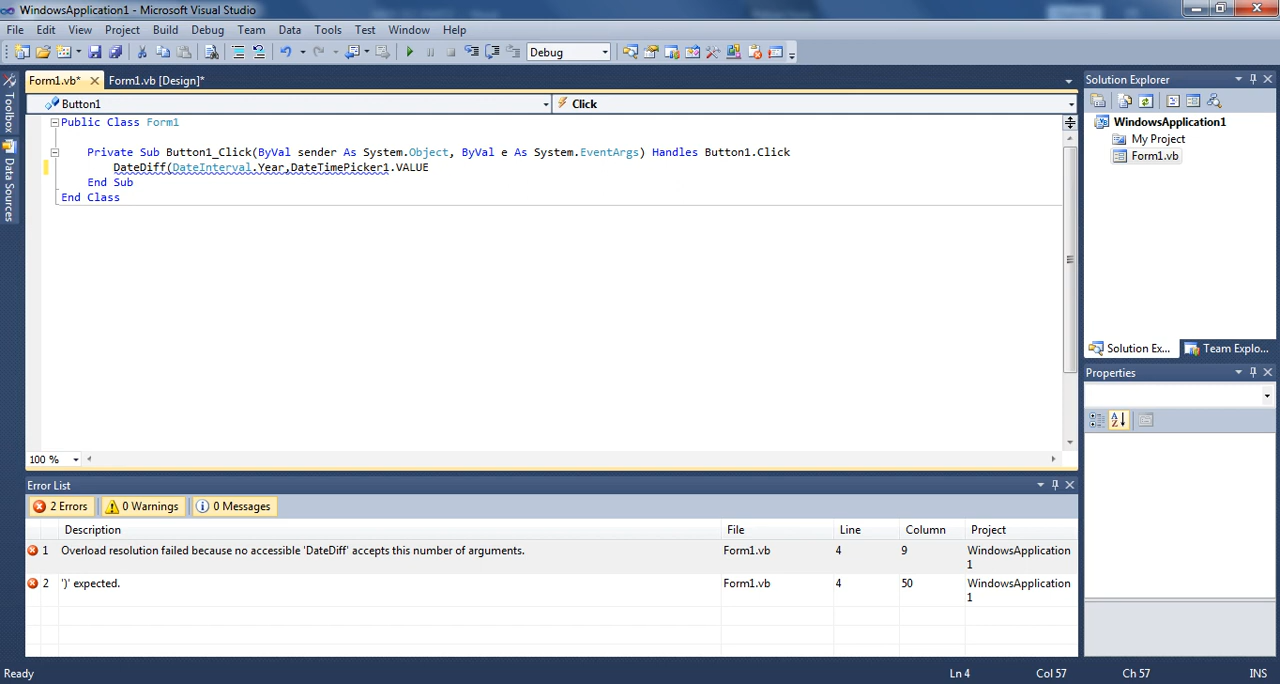 WindowsApplication1 - Microsoft Visual Studio
File Edit View Project Build Debug Team Data Tools Test Window Help
Debug
Form1.vb* Form1.vb [Design]*
Solution Explorer
Toolbox
Data Sources
Button1 Click
Public Class Form1
Private Sub Button1_Click(ByVal sender As System.Object, ByVal e As System.EventArgs) Handles Button1.Click
DateDiff(DateInterval.Year,DateTimePicker1.VALUE
End Sub
End Class
WindowsApplication1
My Project
Form1.vb
Solution Ex... Team Explo...
Properties
100 %
Error List
2 Errors 0 Warnings 0 Messages
Description File Line Column Project
1 Overload resolution failed because no accessible 'DateDiff' accepts this number of arguments. Form1.vb 4 9 WindowsApplication
1
2 ')' expected. Form1.vb 4 50 WindowsApplication
1
Ready Ln 4 Col 57 Ch 57 INS